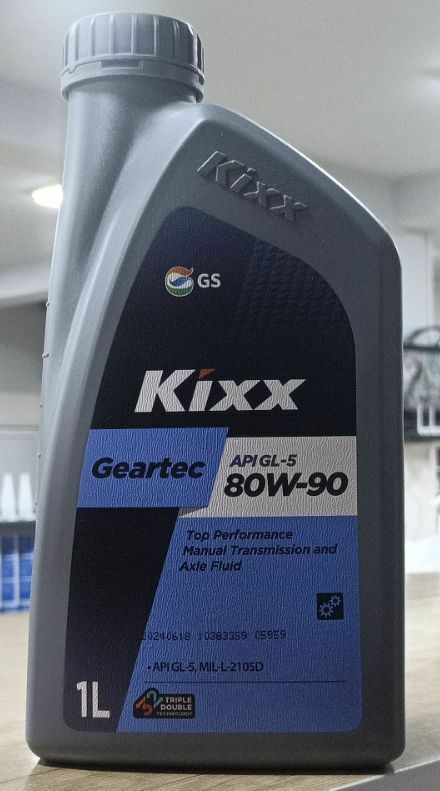 Kixx
GS
Kixx
Geartec
API GL-5
80W-90
Top Performance
Manual Transmission and
Axle Fluid
20240618 10383359 05959
• API GL-5, MIL-L-2105D
1L
TRIPLE
DOUBLE
TECHNOLOGY